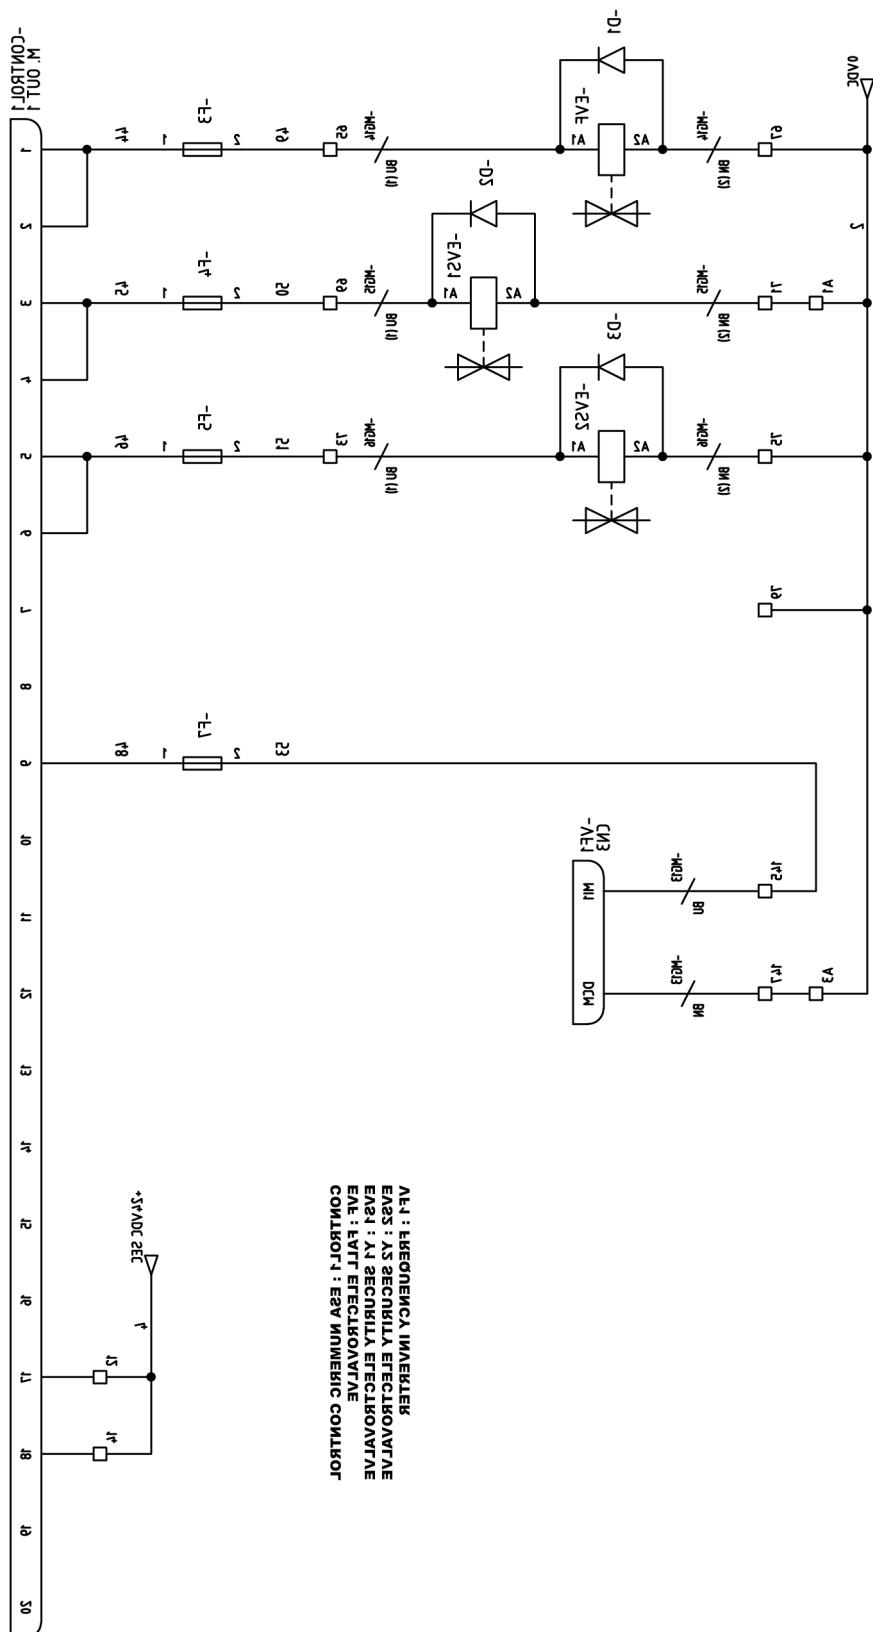 -CONTROL1
M. OUT 1
1
44
1
-F3
2
49
65
-MG14
BU (1)
-D1
-EVF
A1
A2
-MG14
BN (2)
67
0VDC
2
2
3
45
1
-F4
2
50
69
-MG15
BU (1)
-D2
-EVS1
A1
A2
-MG15
BN (2)
71
A1
4
5
46
1
-F5
2
51
73
-MG16
BU (1)
-D3
-EVS2
A1
A2
-MG16
BN (2)
75
6
7
8
9
48
1
-F7
2
53
10
-VF1
CN3
MI1
-MG13
BU
145
11
12
DCM
-MG13
BN
147
A3
13
14
15
+24VDC SEC
16
4
17
12
18
14
19
20
CONTROL1 : ESA NUMERIC CONTROL
EVF : FALL ELECTROVALVE
EVS1 : Y1 SECURITY ELECTROVALVE
EVS2 : Y2 SECURITY ELECTROVALVE
VF1 : FREQUENCY INVERTER